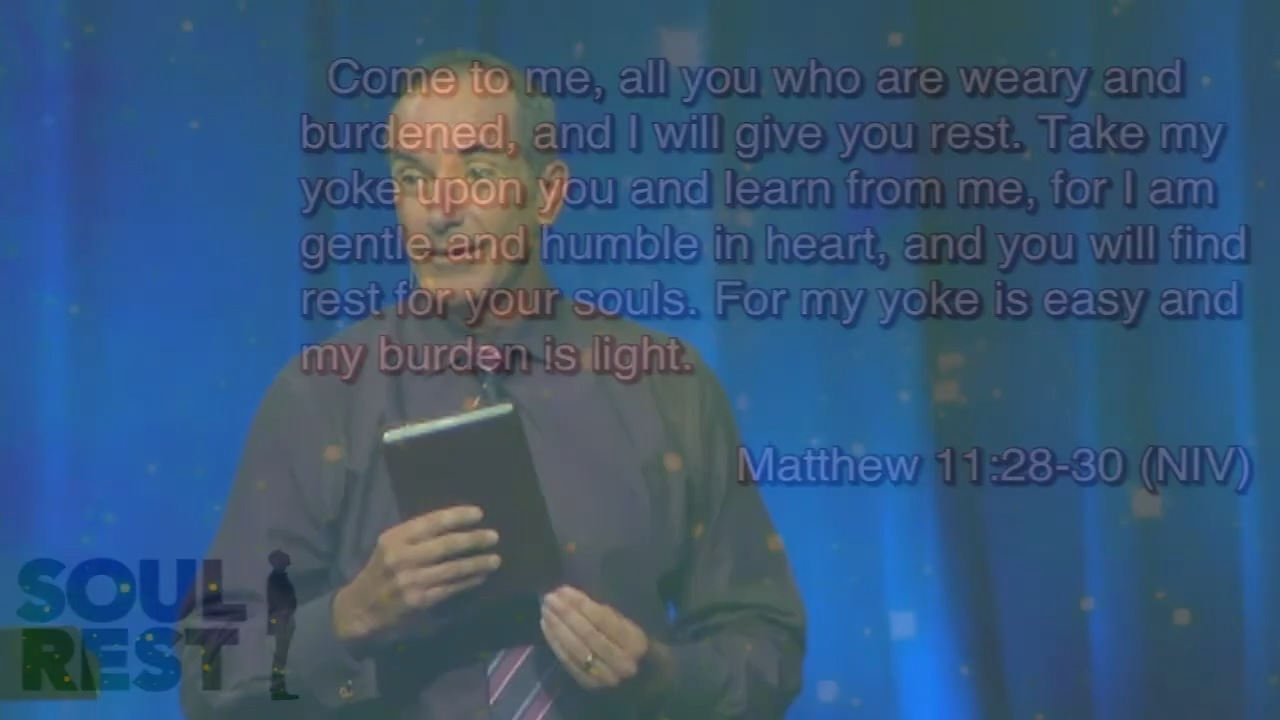 Come to me, all you who are weary and
burdened, and I will give you rest. Take my
yoke upon you and learn from me, for I am
gentle and humble in heart, and you will find
rest for your souls. For my yoke is easy and
my burden is light.
Matthew 11:28-30 (NIV)
SOUL
REST